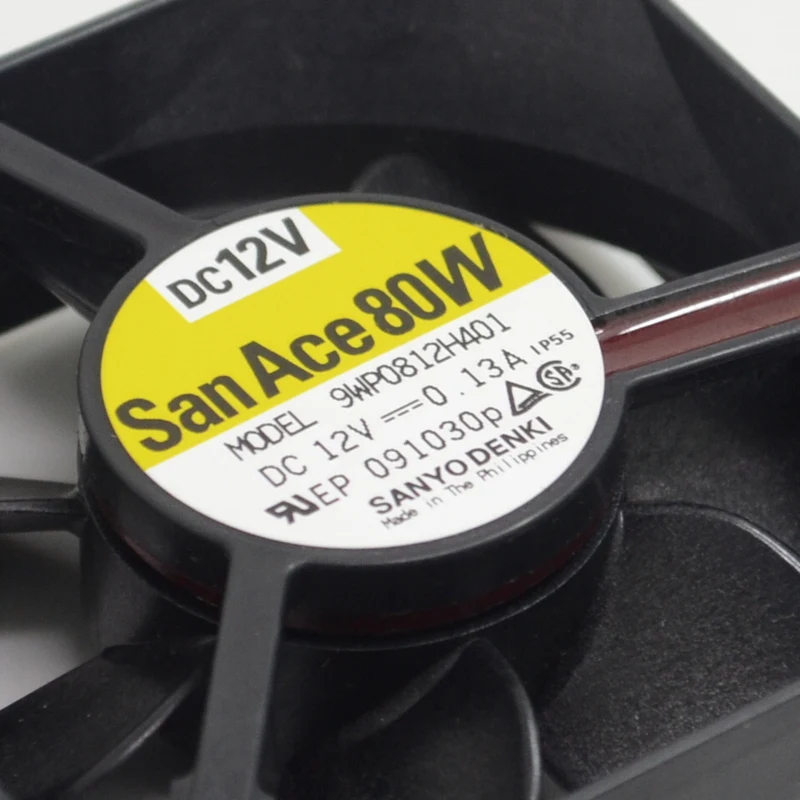 DC12V
San Ace 80W
MODEL 9WP0812H401
DC 12V ⎓ 0.13A IP55
EP 091030p
SANYO DENKI
Made in The Philippines